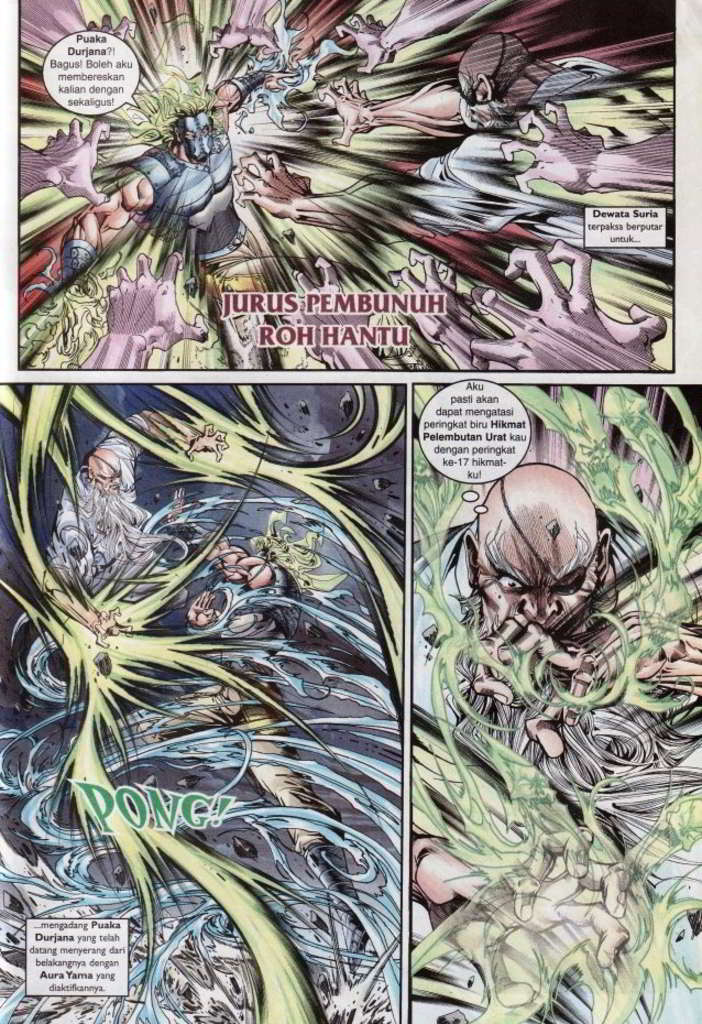 Puaka
Durjana?!
Bagus! Boleh aku
membereskan
kalian dengan
sekaligus!
Dewata Suria
terpaksa berputar
untuk...
JURUS PEMBUNUH
ROH HANTU
PONG!
...mengadang Puaka
Durjana yang telah
datang menyerang dari
belakangnya dengan
Aura Yama yang
diaktifkannya.
Aku
pasti akan
dapat mengatasi
peringkat biru Hikmat
Pelembutan Urat kau
dengan peringkat
ke-17 hikmat-
ku!